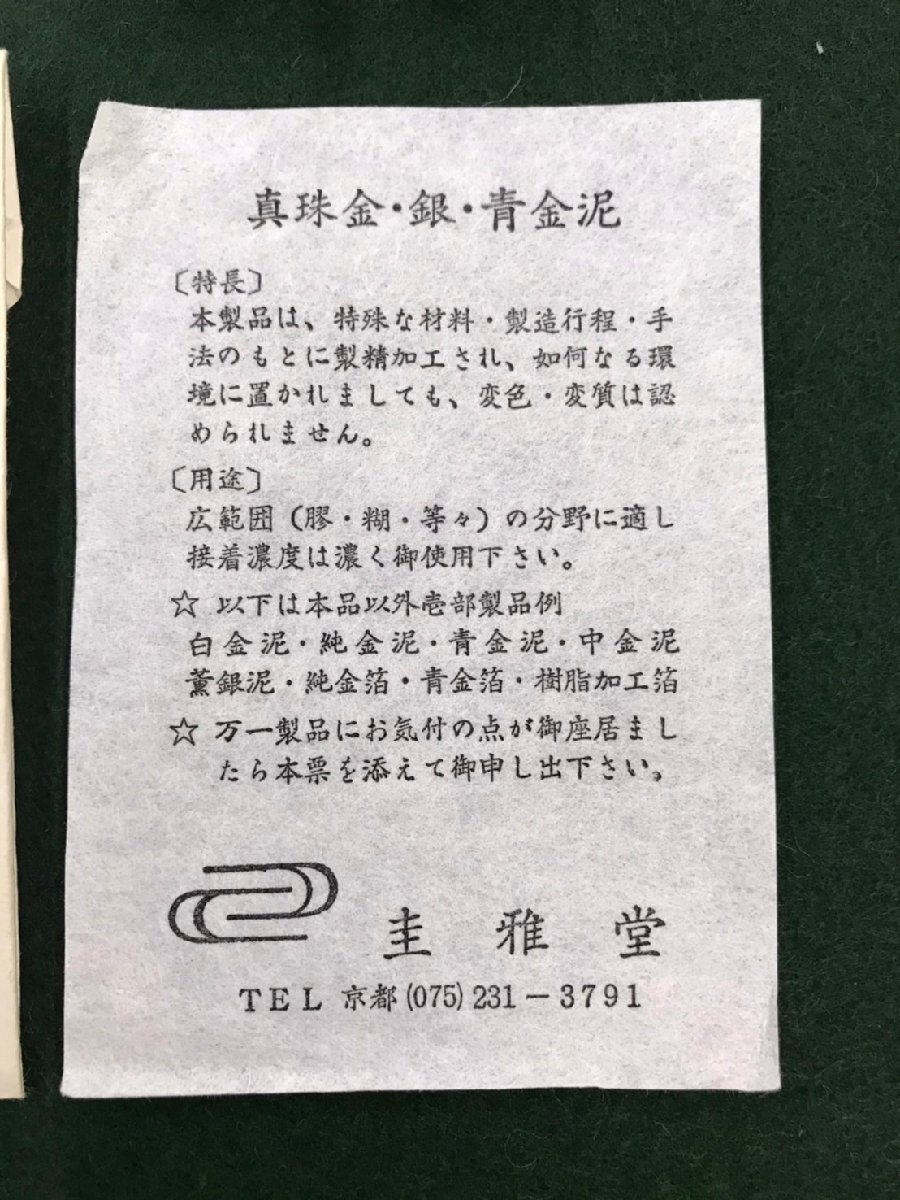 真珠金・銀・青金泥
〔特長〕
本製品は、特殊な材料・製造行程・手
法のもとに製精加工され、如何なる環
境に置かれましても、変色・変質は認
められません。
〔用途〕
広範囲（膠・糊・等々）の分野に適し
接着濃度は濃く御使用下さい。
☆ 以下は本品以外壱部製品例
白金泥・純金泥・青金泥・中金泥
薫銀泥・純金箔・青金箔・樹脂加工箔
☆ 万一製品にお気付の点が御座居まし
たら本票を添えて御申し出下さい。
圭雅堂
TEL 京都(075)231－3791